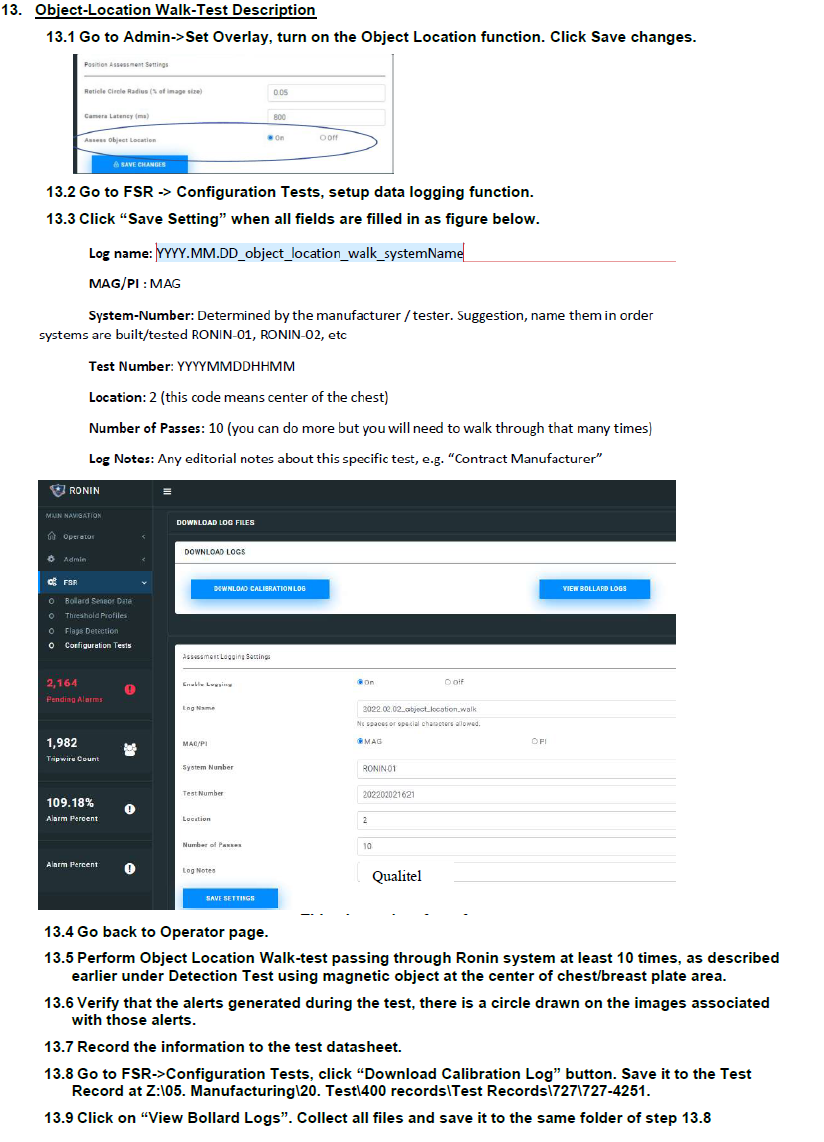 13. Object-Location Walk-Test Description
13.1 Go to Admin->Set Overlay, turn on the Object Location function. Click Save changes.
Position Assessment Settings
Reticle Circle Radius (% of image size)
0.05
Camera Latency (ms)
800
Assess Object Location
On
Off
SAVE CHANGES
13.2 Go to FSR -> Configuration Tests, setup data logging function.
13.3 Click “Save Setting” when all fields are filled in as figure below.
Log name: YYYY.MM.DD_object_location_walk_systemName
MAG/PI : MAG
System-Number: Determined by the manufacturer / tester. Suggestion, name them in order
systems are built/tested RONIN-01, RONIN-02, etc
Test Number: YYYYMMDDHHMM
Location: 2 (this code means center of the chest)
Number of Passes: 10 (you can do more but you will need to walk through that many times)
Log Notes: Any editorial notes about this specific test, e.g. “Contract Manufacturer”
RONIN
MAIN NAVIGATION
Operator
Admin
FSR
Bollard Sensor Data
Threshold Profiles
Flags Detection
Configuration Tests
2,164
Pending Alarms
1,982
Tripwire Count
109.18%
Alarm Percent
Alarm Percent
DOWNLOAD LOG FILES
DOWNLOAD LOGS
DOWNLOAD CALIBRATION LOG
VIEW BOLLARD LOGS
Assessment Logging Settings
Enable Logging
On
Off
Log Name
2022.02.02_object_location_walk
No spaces or special characters allowed.
MAG/PI
MAG
PI
System Number
RONIN01
Test Number
202202021621
Location
2
Number of Passes
10
Log Notes
Qualitel
SAVE SETTINGS
13.4 Go back to Operator page.
13.5 Perform Object Location Walk-test passing through Ronin system at least 10 times, as described
earlier under Detection Test using magnetic object at the center of chest/breast plate area.
13.6 Verify that the alerts generated during the test, there is a circle drawn on the images associated
with those alerts.
13.7 Record the information to the test datasheet.
13.8 Go to FSR->Configuration Tests, click “Download Calibration Log” button. Save it to the Test
Record at Z:\05. Manufacturing\20. Test\400 records\Test Records\727\727-4251.
13.9 Click on “View Bollard Logs”. Collect all files and save it to the same folder of step 13.8